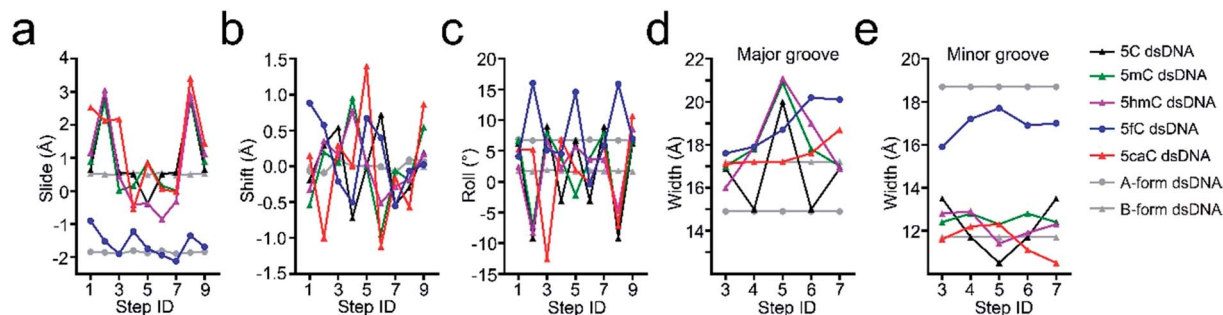 a
Slide (Å)
4
3
2
1
0
-1
-2
1 3 5 7 9
Step ID
b
Shift (Å)
1.5
1.0
0.5
0.0
-0.5
-1.0
-1.5
1 3 5 7 9
Step ID
c
Roll (°)
20
15
10
5
0
-5
-10
-15
1 3 5 7 9
Step ID
d
Major groove
Width (Å)
22
20
18
16
14
3 4 5 6 7
Step ID
e
Minor groove
Width (Å)
20
18
16
14
12
3 4 5 6 7
Step ID
5C dsDNA
5mC dsDNA
5hmC dsDNA
5fC dsDNA
5caC dsDNA
A-form dsDNA
B-form dsDNA